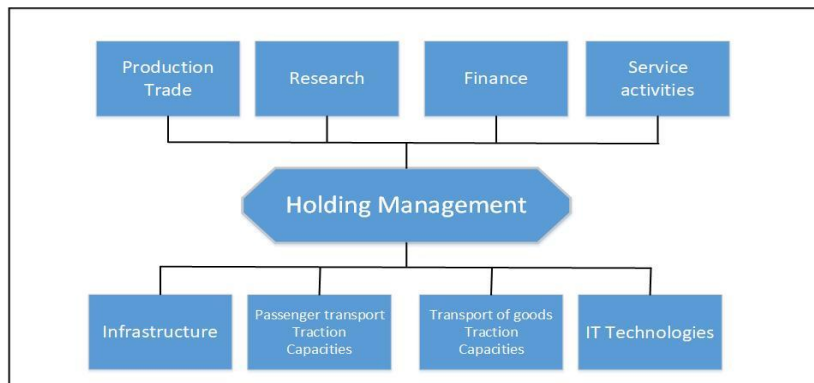 Production
Trade
Research
Finance
Service
activities
Holding Management
Infrastructure
Passenger transport
Traction
Capacities
Transport of goods
Traction
Capacities
IT Technologies